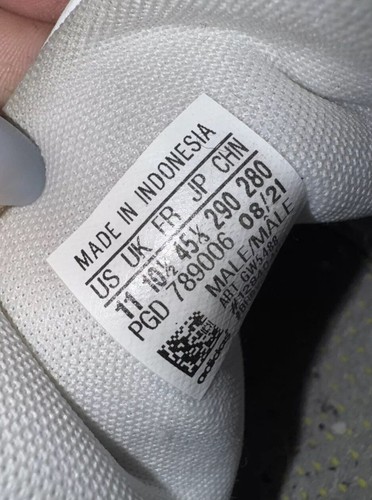 MADE IN INDONESIA
US UK FR JP CHN
11 10½ 45⅓ 290 280
PGD 789006 08/21
MALE/MALE
adidas